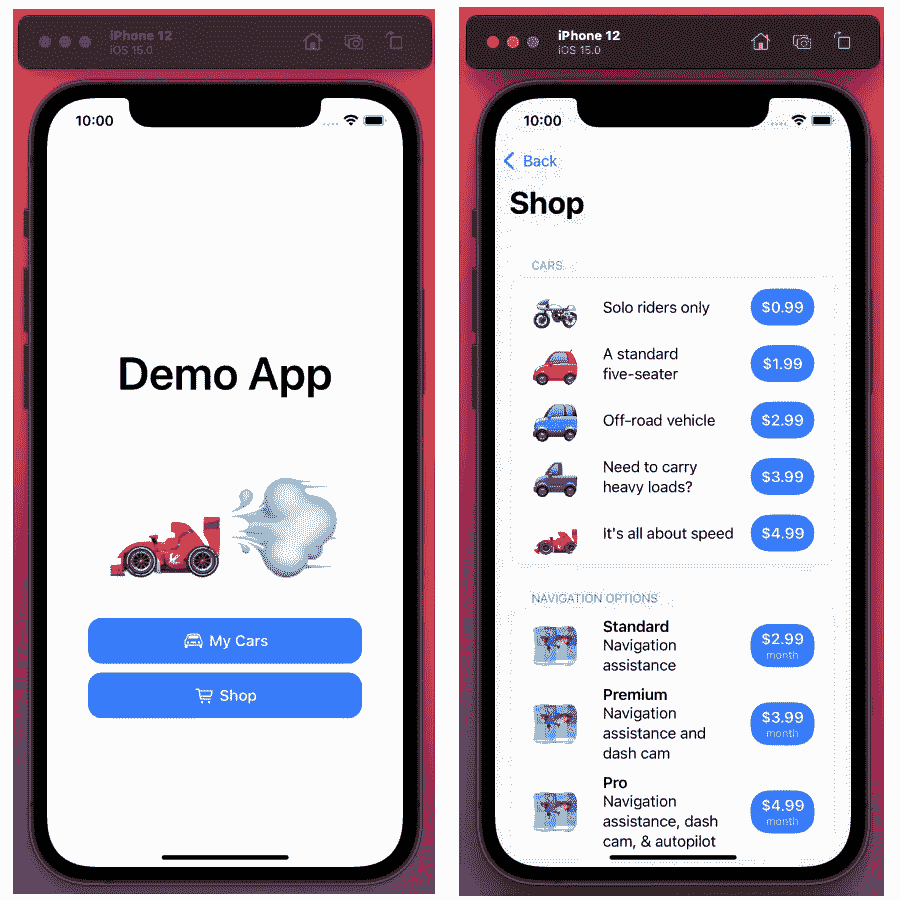 iPhone 12
iOS 15.0
10:00
Demo App
My Cars
Shop
iPhone 12
iOS 15.0
10:00
Back
Shop
CARS
Solo riders only
$0.99
A standard
five-seater
$1.99
Off-road vehicle
$2.99
Need to carry
heavy loads?
$3.99
It's all about speed
$4.99
NAVIGATION OPTIONS
Standard
Navigation
assistance
$2.99
month
Premium
Navigation
assistance and
dash cam
$3.99
month
Pro
Navigation
assistance, dash
cam, & autopilot
$4.99
month